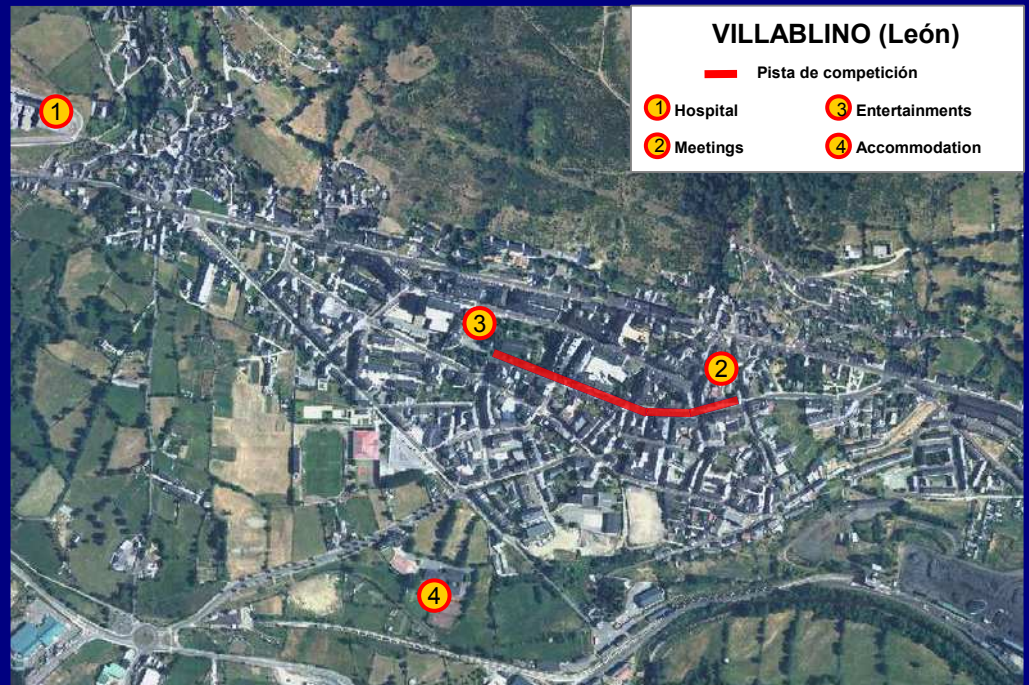 VILLABLINO (León)
Pista de competición
1 Hospital
3 Entertainments
2 Meetings
4 Accommodation
1
3
2
4